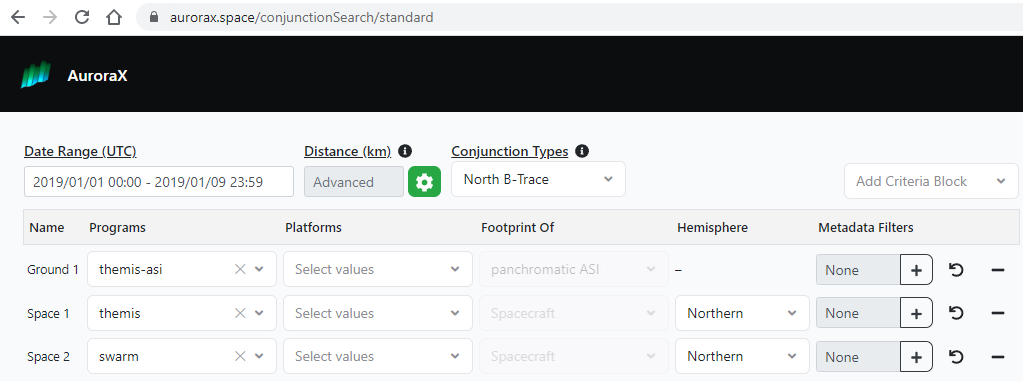 aurorax.space/conjunctionSearch/standard
AuroraX
Date Range (UTC) Distance (km) Conjunction Types
2019/01/01 00:00 - 2019/01/09 23:59 Advanced North B-Trace Add Criteria Block
Name Programs Platforms Footprint Of Hemisphere Metadata Filters
Ground 1 themis-asi Select values panchromatic ASI – None
Space 1 themis Select values Spacecraft Northern None
Space 2 swarm Select values Spacecraft Northern None